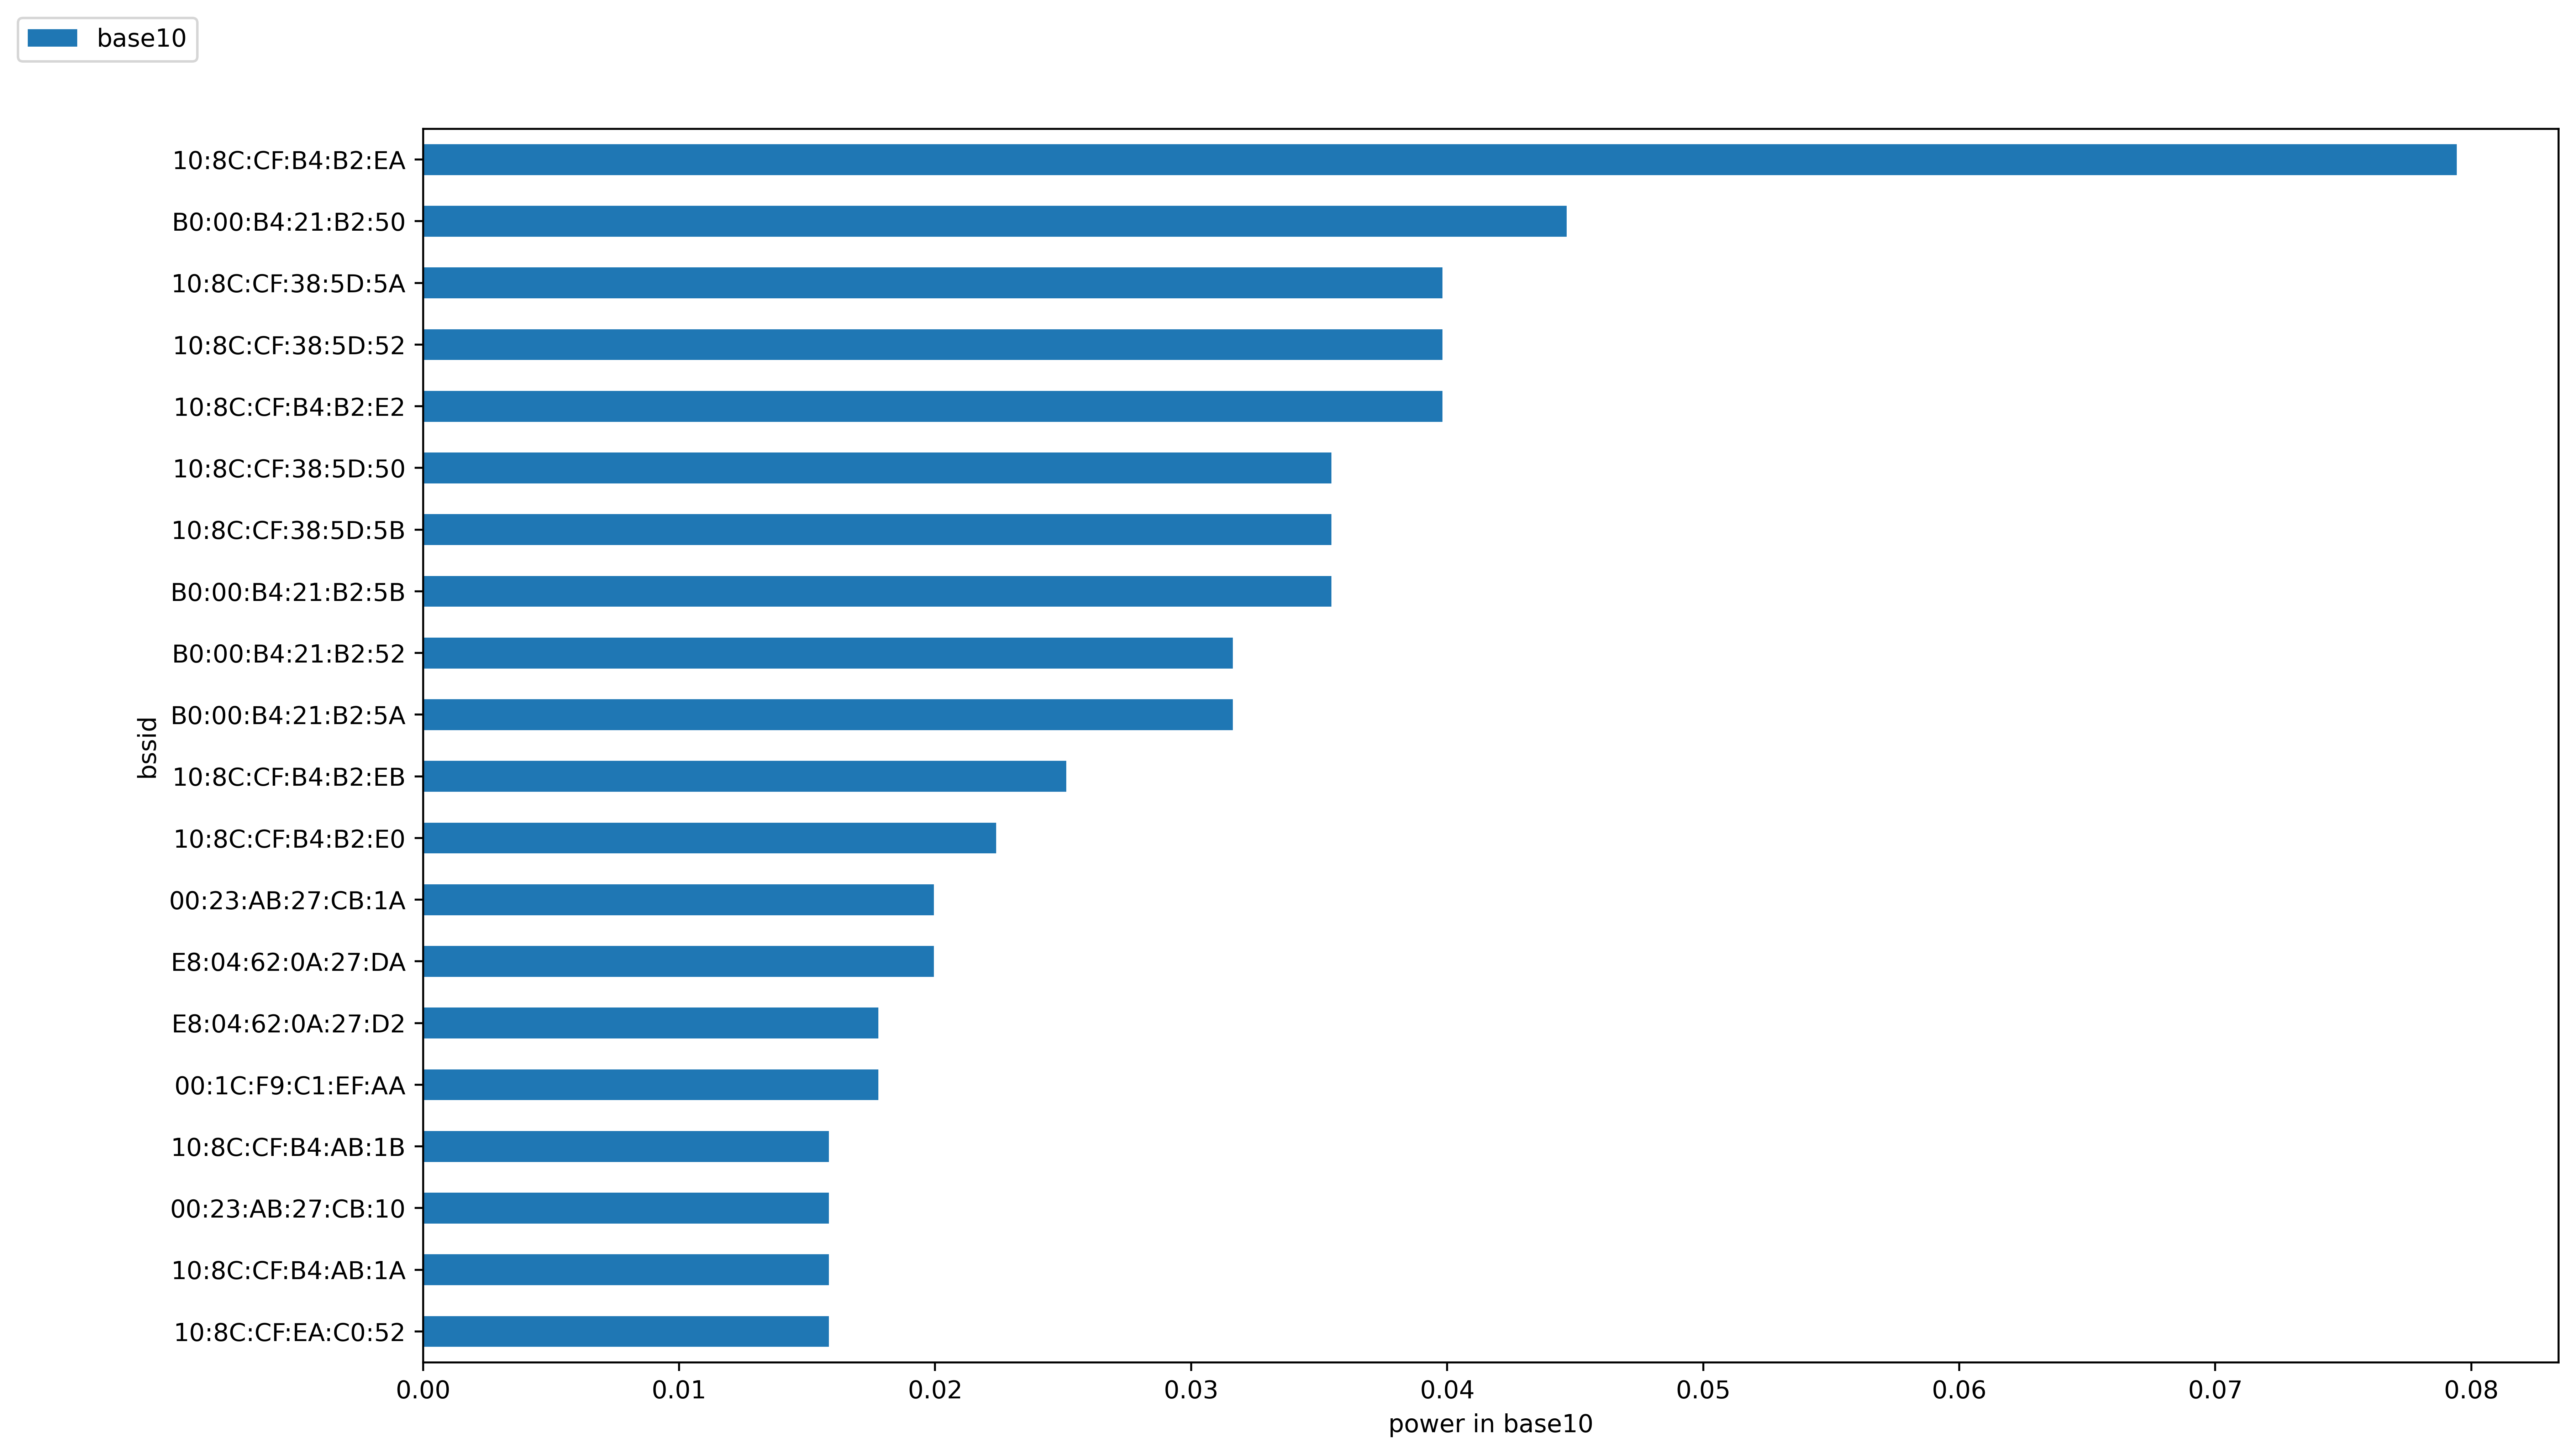 base10
10:8C:CF:B4:B2:EA
B0:00:B4:21:B2:50
10:8C:CF:38:5D:5A
10:8C:CF:38:5D:52
10:8C:CF:B4:B2:E2
10:8C:CF:38:5D:50
10:8C:CF:38:5D:5B
B0:00:B4:21:B2:5B
B0:00:B4:21:B2:52
B0:00:B4:21:B2:5A
10:8C:CF:B4:B2:EB
10:8C:CF:B4:B2:E0
00:23:AB:27:CB:1A
E8:04:62:0A:27:DA
E8:04:62:0A:27:D2
00:1C:F9:C1:EF:AA
10:8C:CF:B4:AB:1B
00:23:AB:27:CB:10
10:8C:CF:B4:AB:1A
10:8C:CF:EA:C0:52
bssid
0.00 0.01 0.02 0.03 0.04 0.05 0.06 0.07 0.08
power in base10